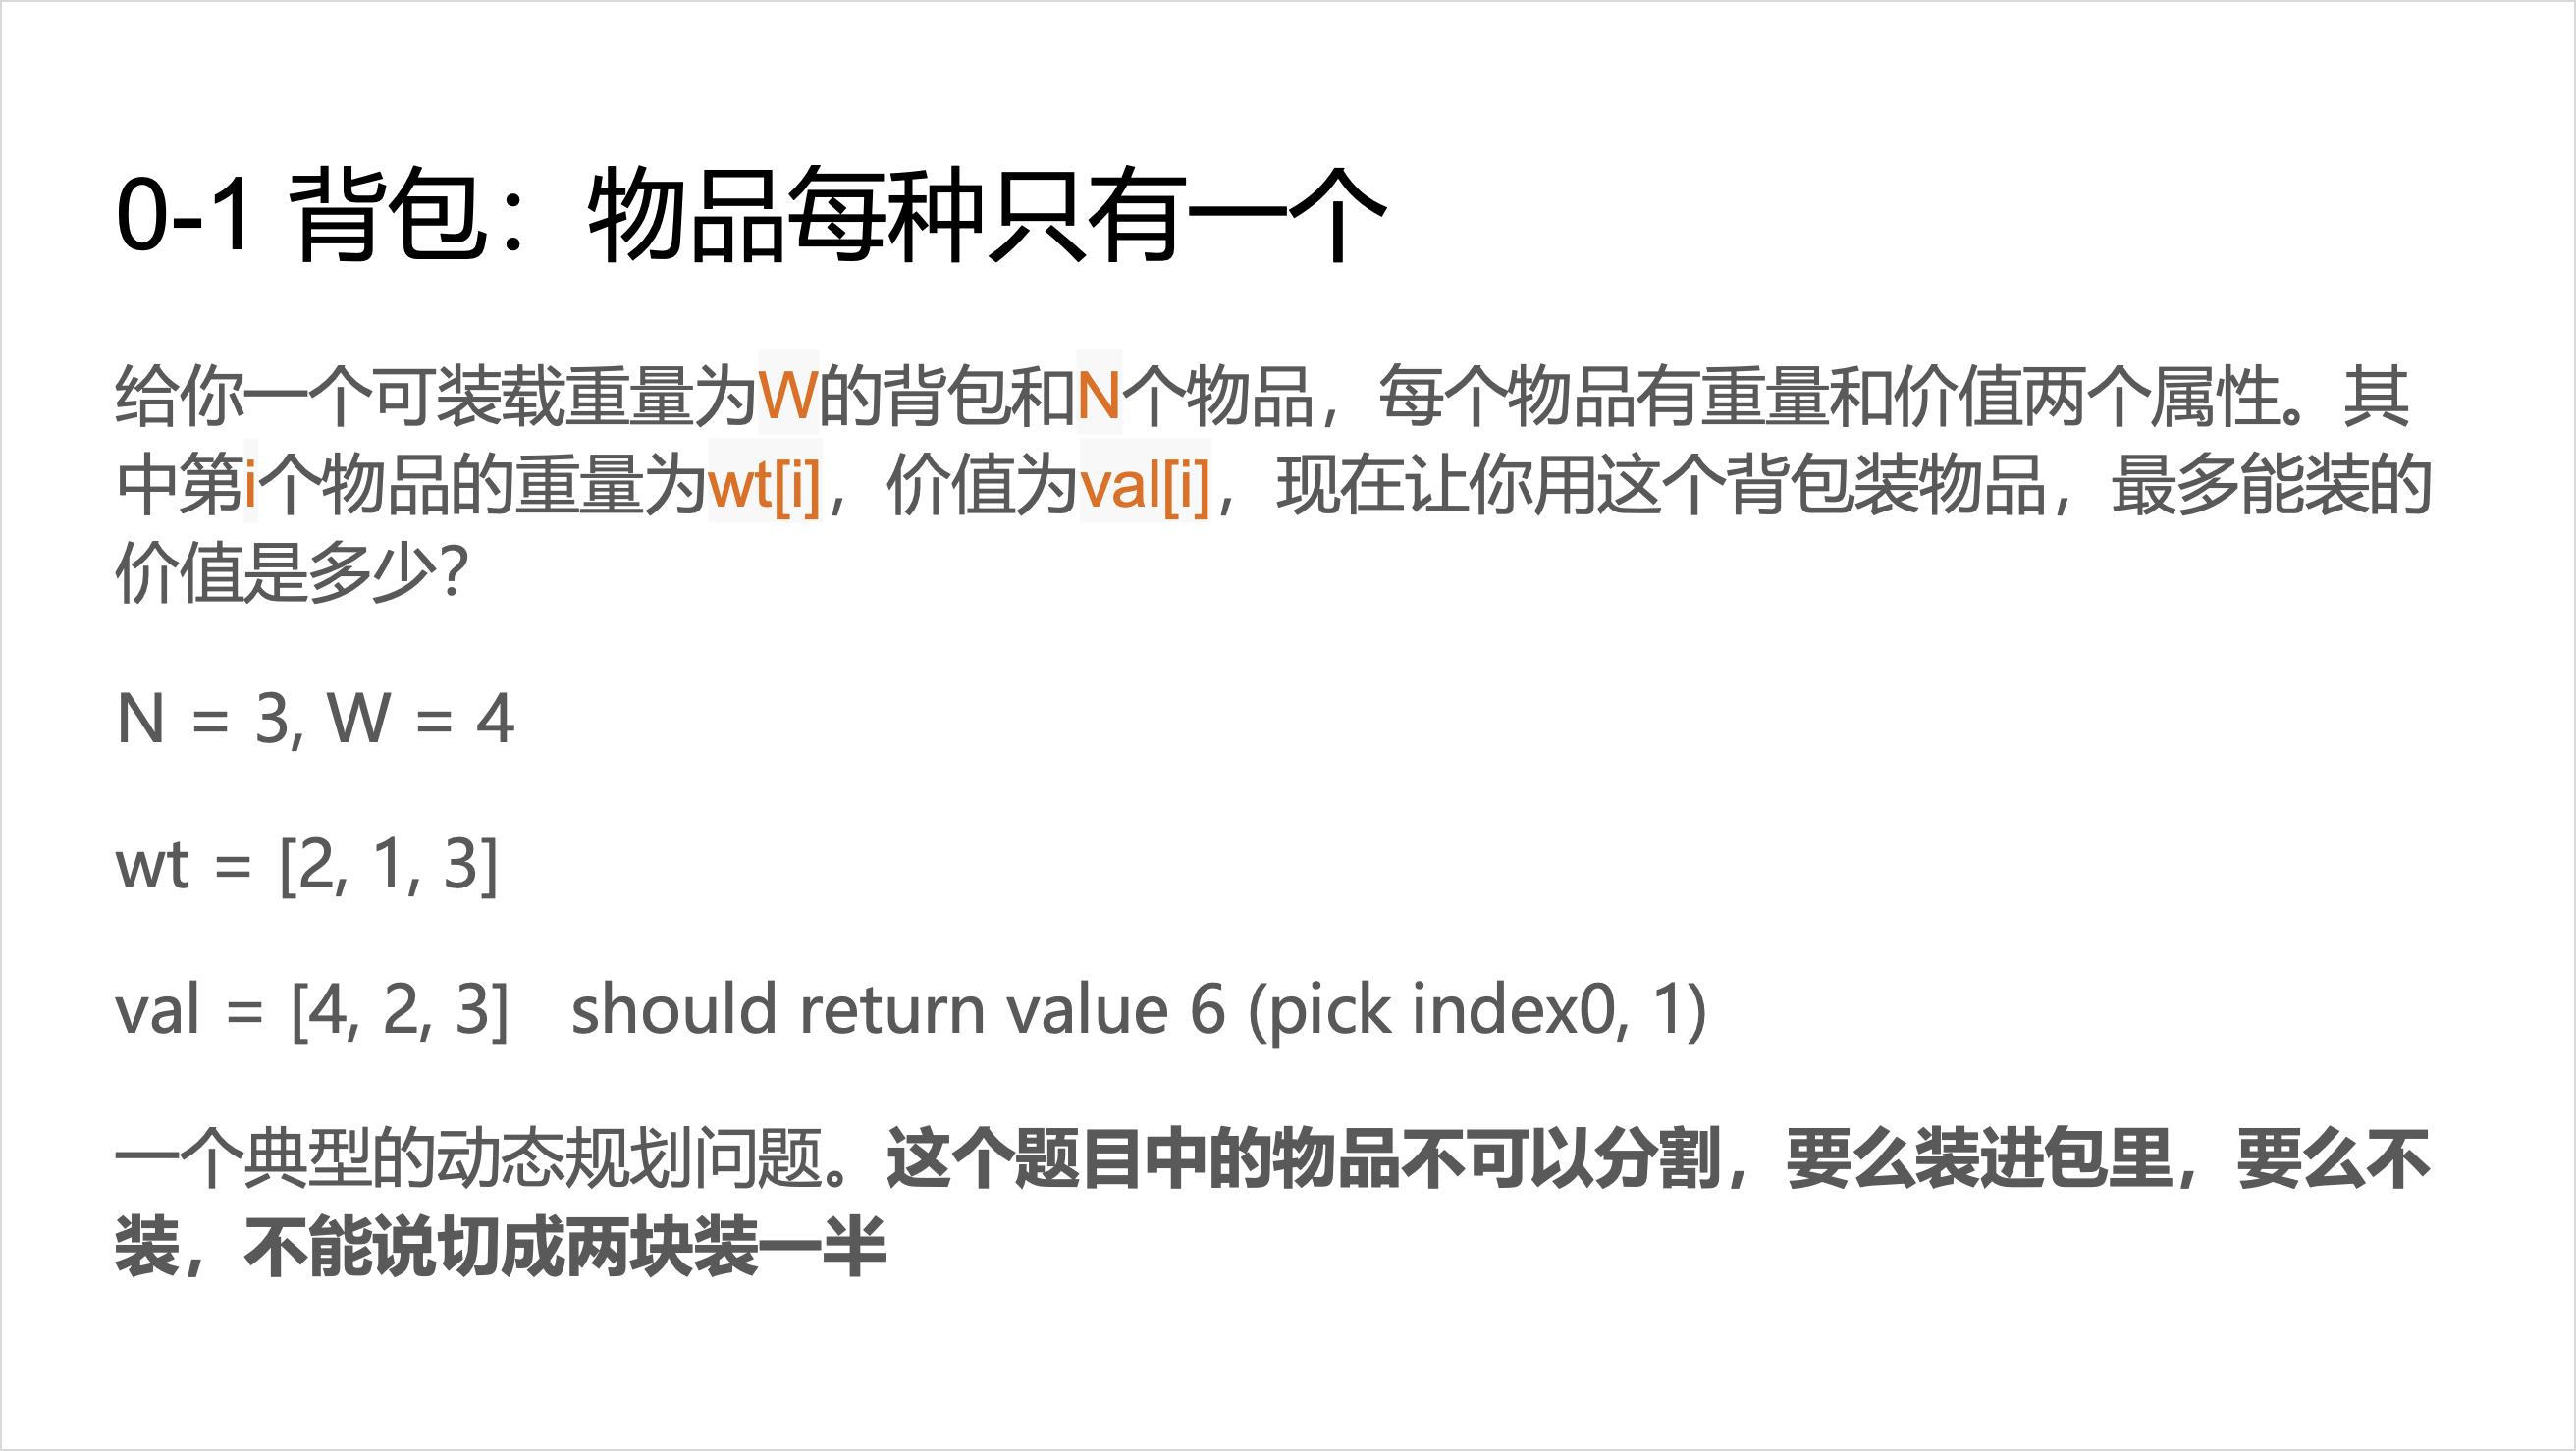 0-1 背包：物品每种只有一个
给你一个可装载重量为W的背包和N个物品，每个物品有重量和价值两个属性。其
中第i个物品的重量为wt[i]，价值为val[i]，现在让你用这个背包装物品，最多能装的
价值是多少？
N = 3, W = 4
wt = [2, 1, 3]
val = [4, 2, 3] should return value 6 (pick index0, 1)
一个典型的动态规划问题。这个题目中的物品不可以分割，要么装进包里，要么不
装，不能说切成两块装一半